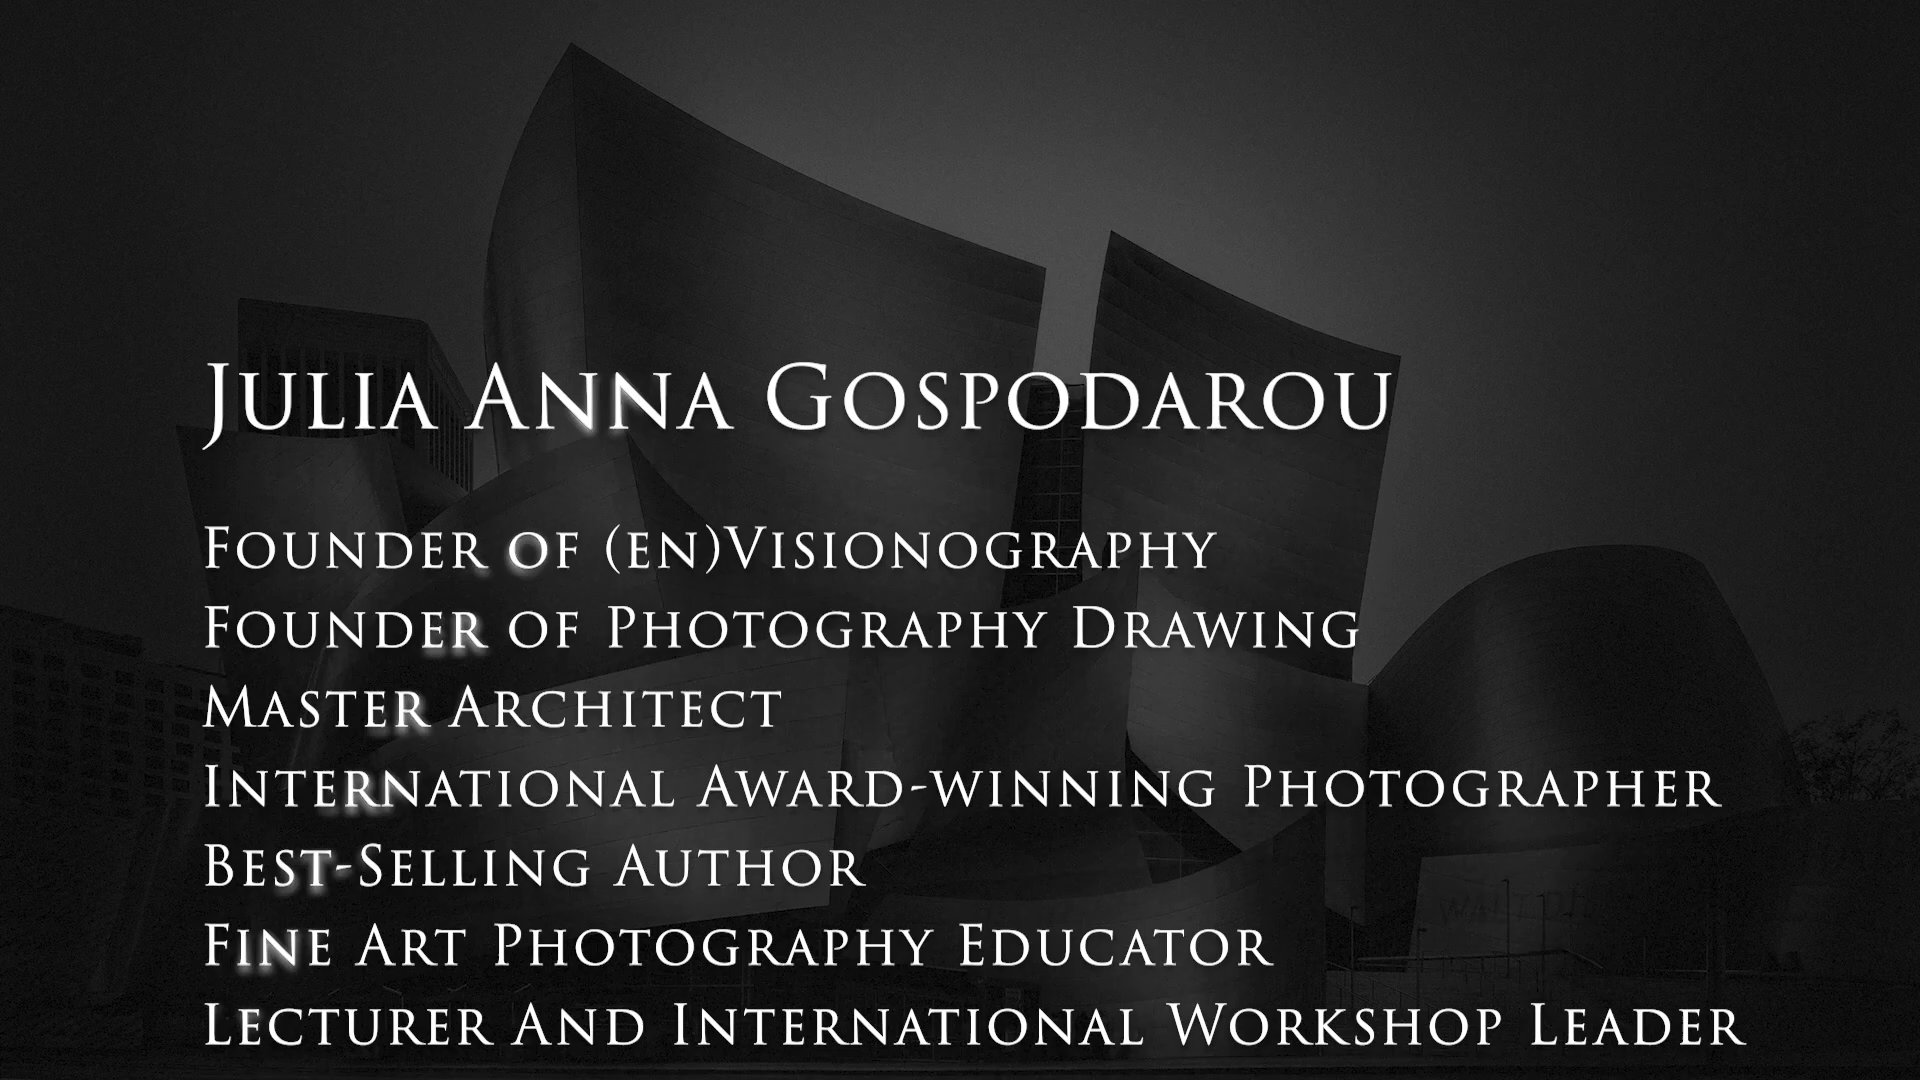 Julia Anna Gospodarou
Founder of (en)Visionography
Founder of Photography Drawing
Master Architect
International Award-winning Photographer
Best-Selling Author
Fine Art Photography Educator
Lecturer And International Workshop Leader